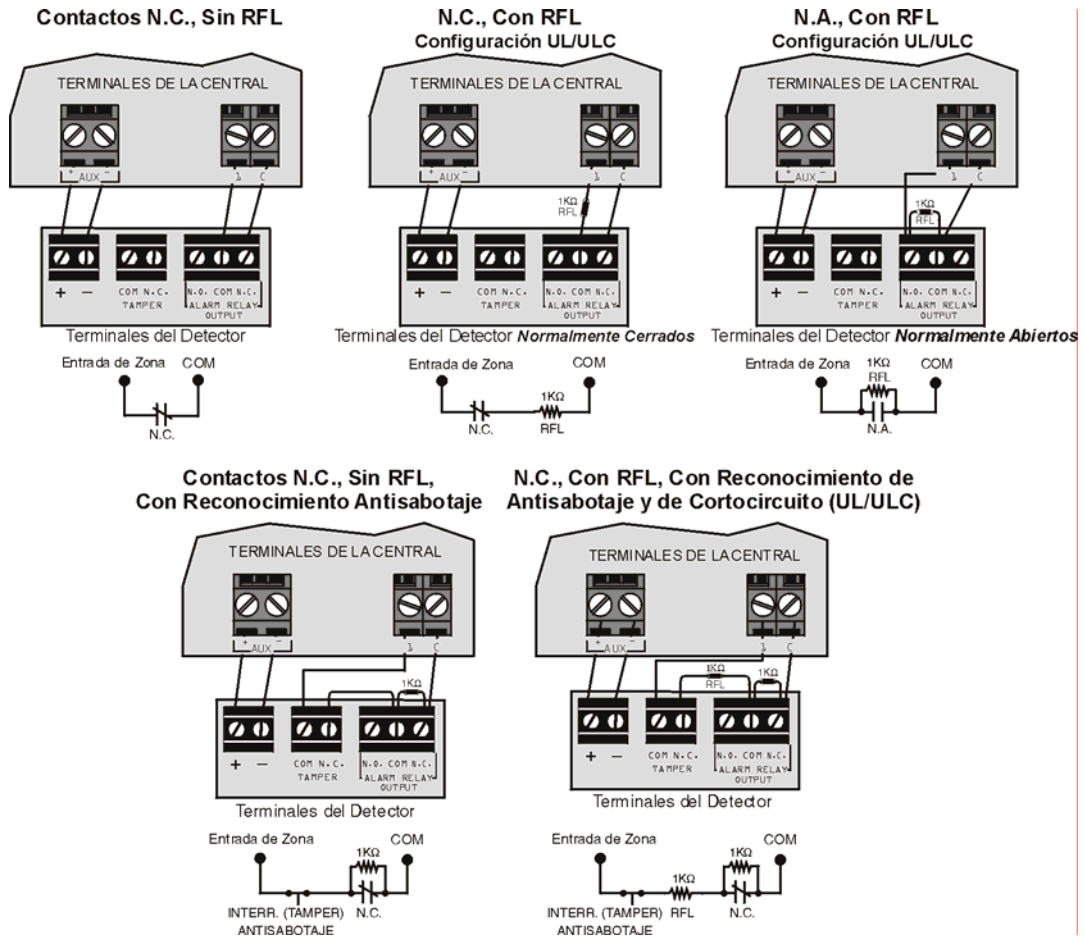 Contactos N.C., Sin RFL
TERMINALES DE LA CENTRAL
+ AUX -
1 C
+ -
COM N.C.
TAMPER
N.O. COM N.C.
ALARM RELAY
OUTPUT
Terminales del Detector
Entrada de Zona COM
N.C.
N.C., Con RFL
Configuración UL/ULC
TERMINALES DE LA CENTRAL
+ AUX -
1 C
1KΩ
RFL
+ -
COM N.C.
TAMPER
N.O. COM N.C.
ALARM RELAY
OUTPUT
Terminales del Detector Normalmente Cerrados
Entrada de Zona COM
1KΩ
N.C. RFL
N.A., Con RFL
Configuración UL/ULC
TERMINALES DE LA CENTRAL
+ AUX -
1 C
1KΩ
RFL
+ -
COM N.C.
TAMPER
N.O. COM N.C.
ALARM RELAY
OUTPUT
Terminales del Detector Normalmente Abiertos
Entrada de Zona COM
1KΩ
RFL
N.A.
Contactos N.C., Sin RFL,
Con Reconocimiento Antisabotaje
TERMINALES DE LA CENTRAL
+ AUX -
1 C
1KΩ
+ -
COM N.C.
TAMPER
N.O. COM N.C.
ALARM RELAY
OUTPUT
Terminales del Detector
Entrada de Zona COM
1KΩ
INTERR. (TAMPER) N.C.
ANTISABOTAJE
N.C., Con RFL, Con Reconocimiento de
Antisabotaje y de Cortocircuito (UL/ULC)
TERMINALES DE LA CENTRAL
+ AUX -
1 C
1KΩ
RFL
1KΩ
+ -
COM N.C.
TAMPER
N.O. COM N.C.
ALARM RELAY
OUTPUT
Terminales del Detector
Entrada de Zona COM
1KΩ
1KΩ
INTERR. (TAMPER) RFL N.C.
ANTISABOTAJE